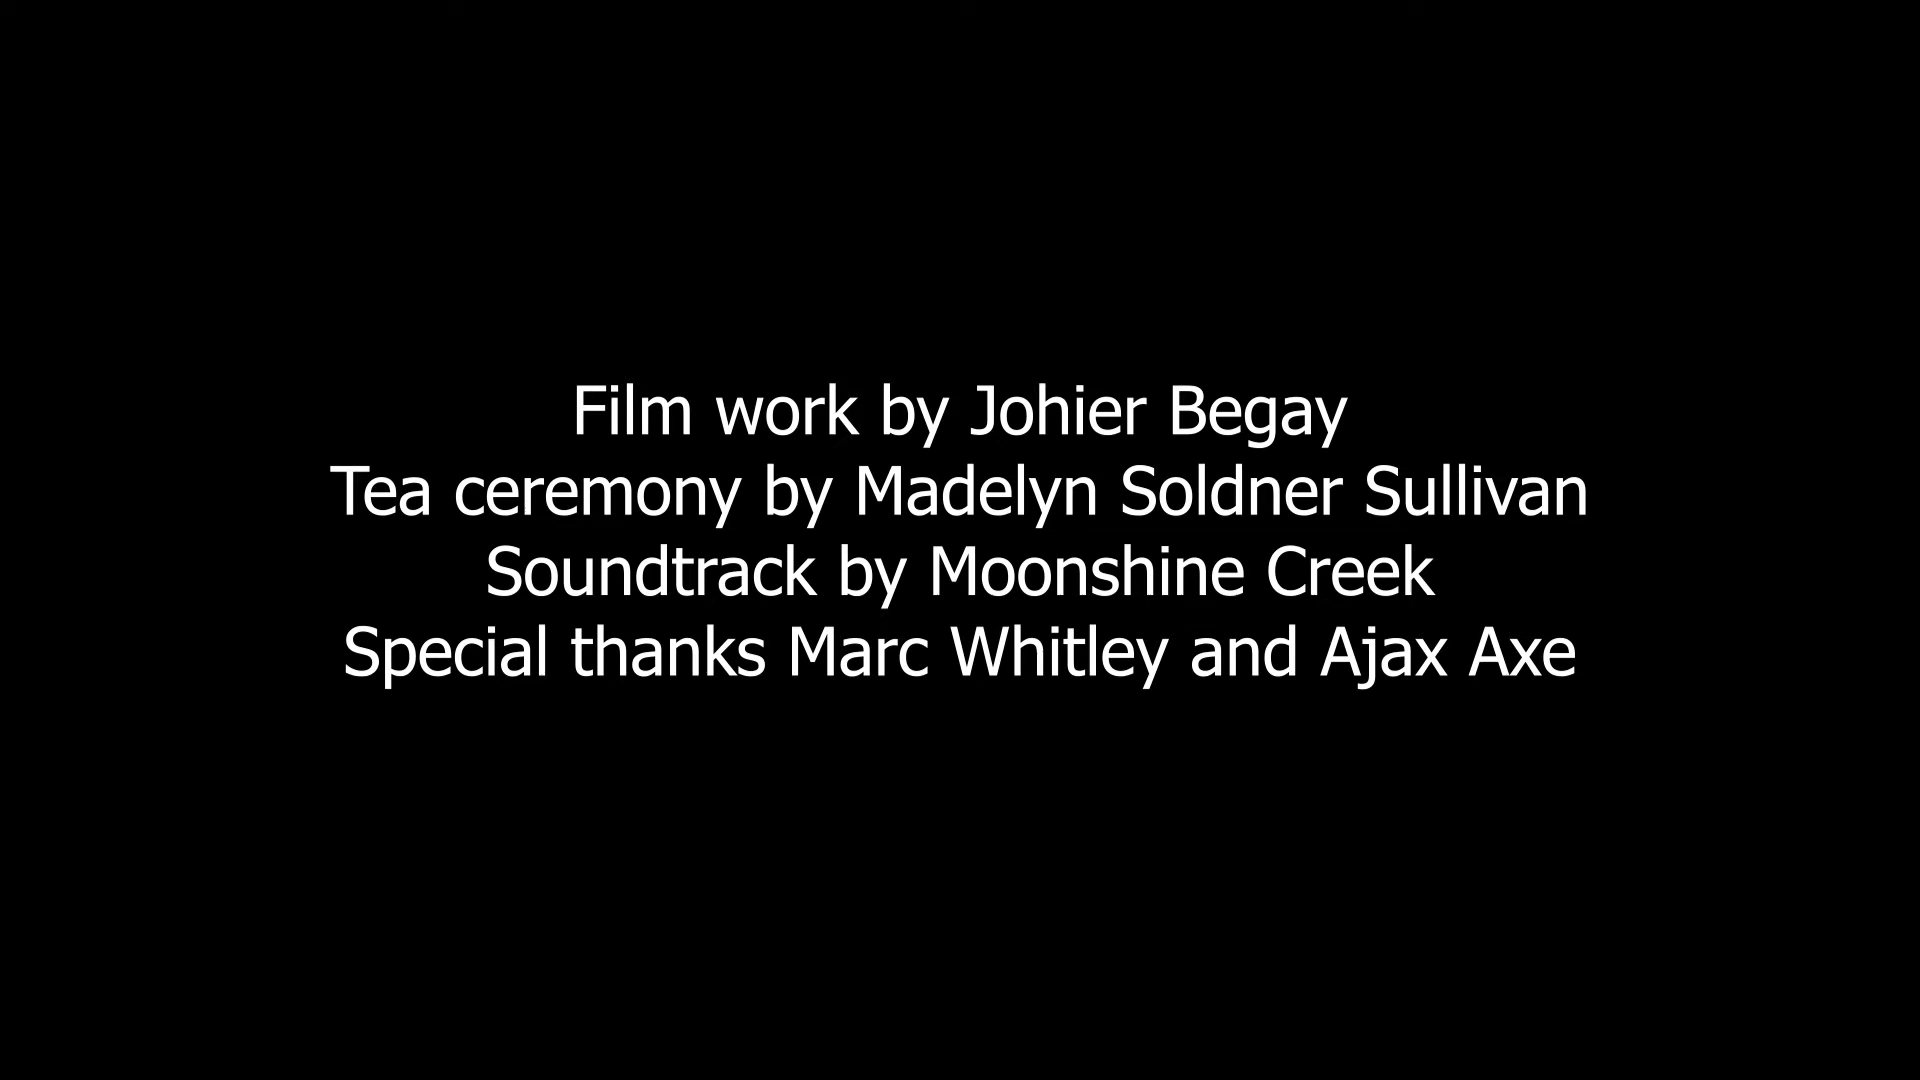 Film work by Johier Begay
Tea ceremony by Madelyn Soldner Sullivan
Soundtrack by Moonshine Creek
Special thanks Marc Whitley and Ajax Axe